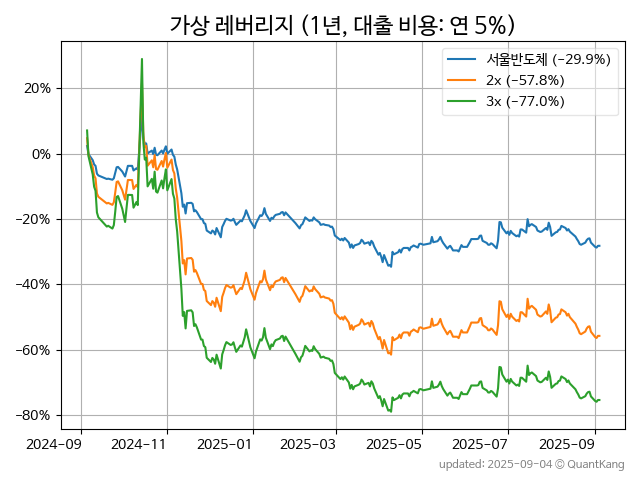 가상 레버리지 (1년, 대출 비용: 연 5%)
서울반도체 (−29.9%)
2x (−57.8%)
3x (−77.0%)
20%
0%
−20%
−40%
−60%
−80%
2024-09 2024-11 2025-01 2025-03 2025-05 2025-07 2025-09
updated: 2025-09-04 © QuantKang